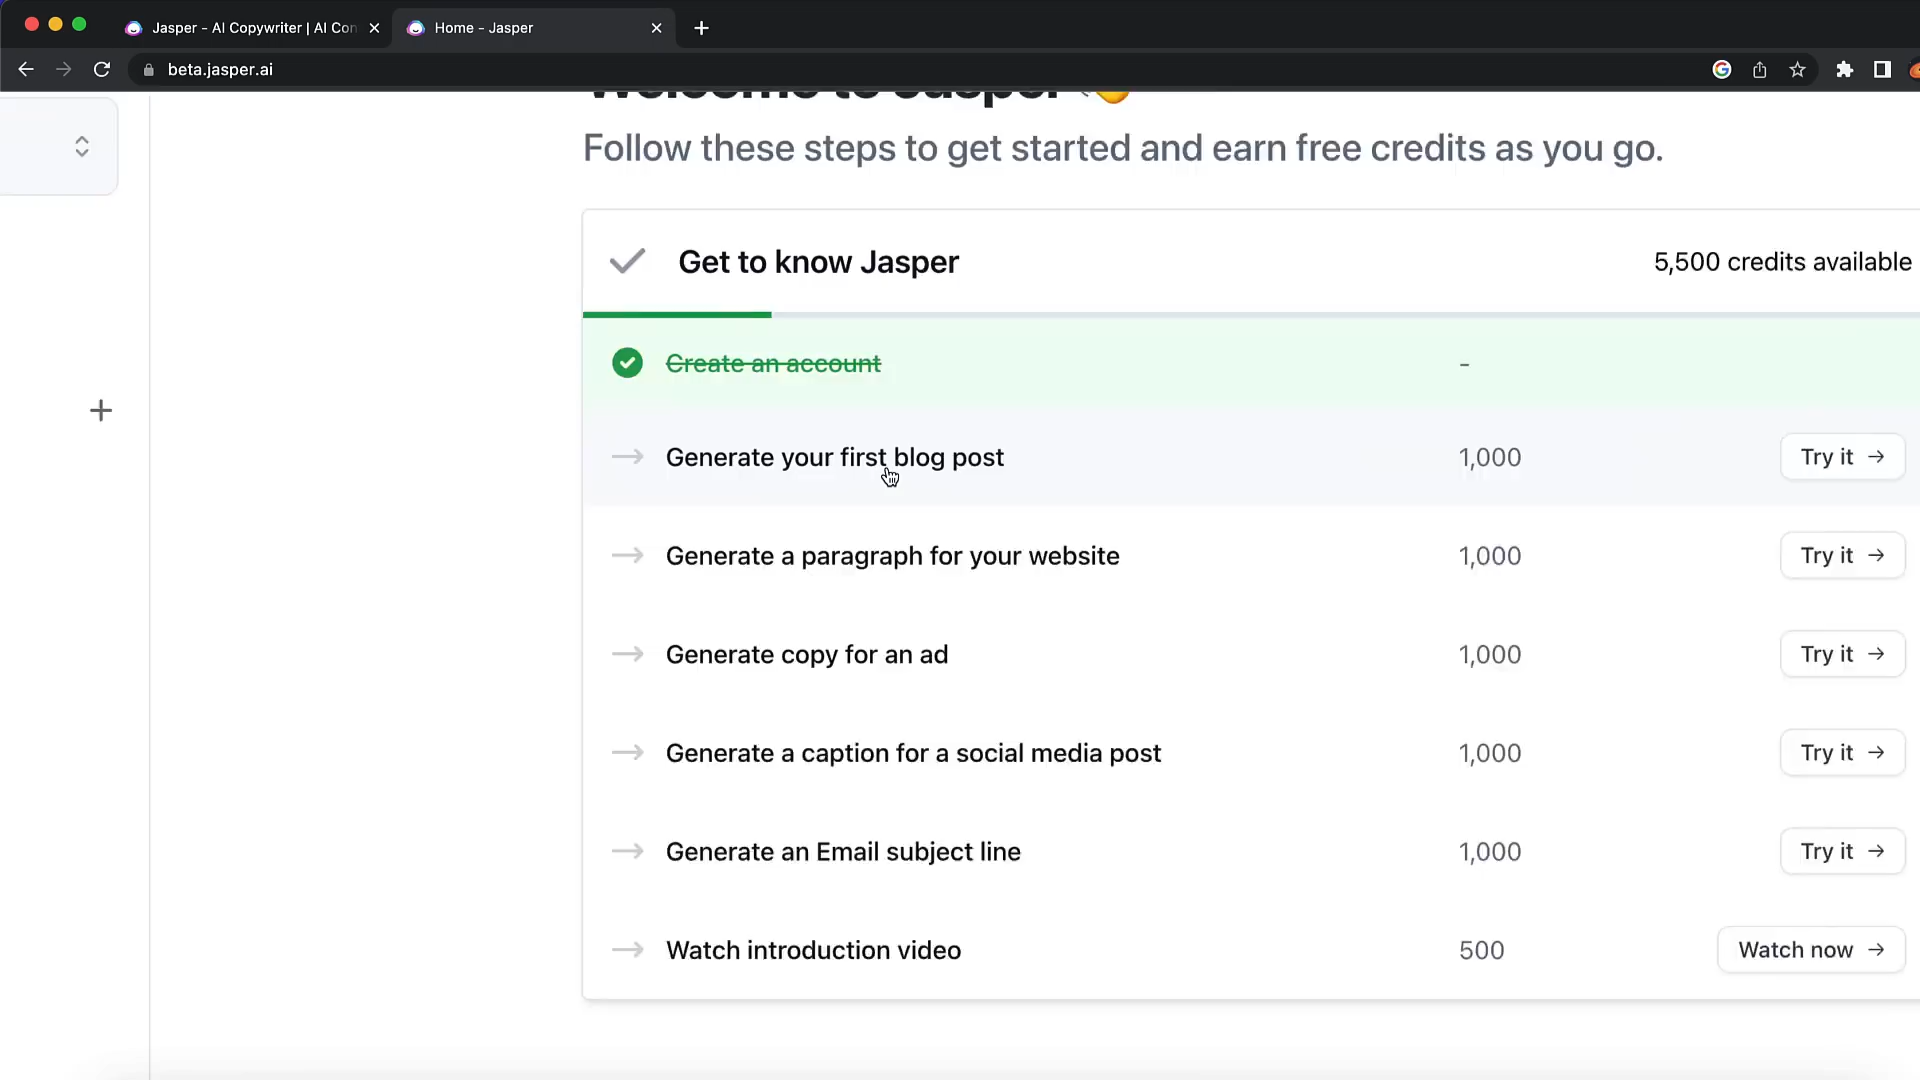 Jasper - AI Copywriter | AI Con
Home - Jasper
beta.jasper.ai
Welcome to Jasper
Follow these steps to get started and earn free credits as you go.
Get to know Jasper
5,500 credits available
Create an account -
Generate your first blog post 1,000 Try it →
Generate a paragraph for your website 1,000 Try it →
Generate copy for an ad 1,000 Try it →
Generate a caption for a social media post 1,000 Try it →
Generate an Email subject line 1,000 Try it →
Watch introduction video 500 Watch now →